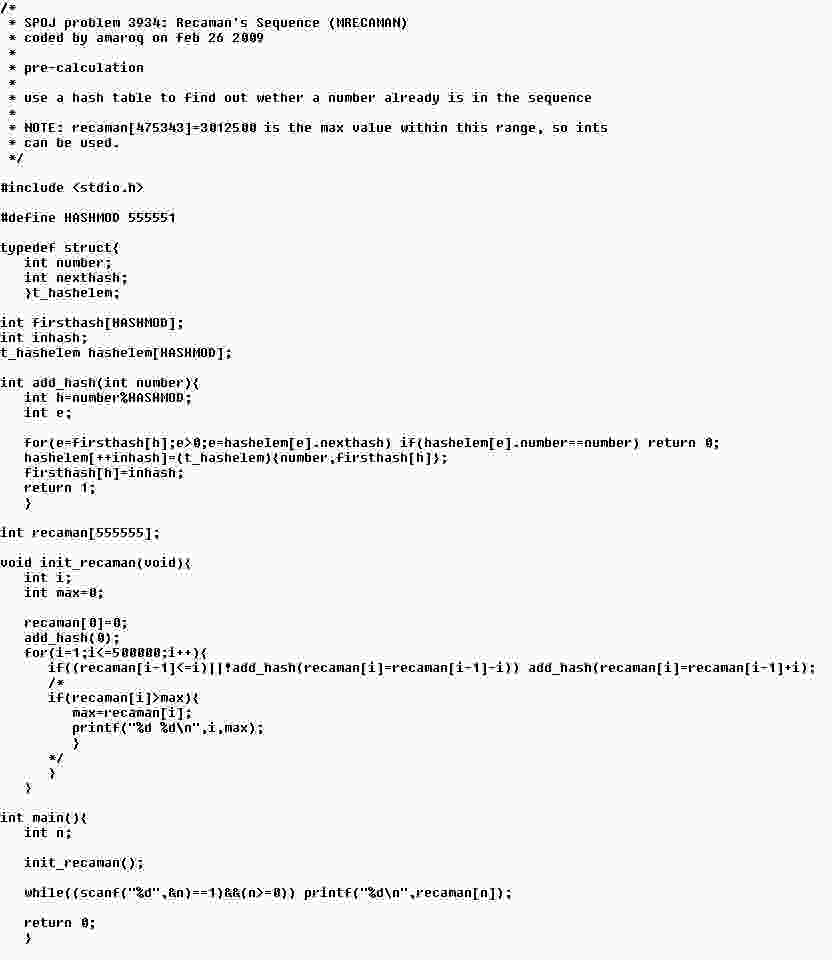 /*
 * SPOJ problem 3934: Recaman's Sequence (MRECAMAN)
 * coded by amaroq on feb 26 2009
 *
 * pre-calculation
 *
 * use a hash table to find out wether a number already is in the sequence
 *
 * NOTE: recaman[475343]=3012500 is the max value within this range, so ints
 * can be used.
 */
#include <stdio.h>
#define HASHMOD 555551
typedef struct{
   int number;
   int nexthash;
   }t_hashelem;
int firsthash[HASHMOD];
int inhash;
t_hashelem hashelem[HASHMOD];
int add_hash(int number){
   int h=number%HASHMOD;
   int e;
   for(e=firsthash[h];e>0;e=hashelem[e].nexthash) if(hashelem[e].number==number) return 0;
   hashelem[++inhash]=(t_hashelem){number,firsthash[h]};
   firsthash[h]=inhash;
   return 1;
   }
int recaman[555555];
void init_recaman(void){
   int i;
   int max=0;
   recaman[0]=0;
   add_hash(0);
   for(i=1;i<=500000;i++){
      if((recaman[i-1]<=i)||!add_hash(recaman[i]=recaman[i-1]-i)) add_hash(recaman[i]=recaman[i-1]+i);
      /*
      if(recaman[i]>max){
         max=recaman[i];
         printf("%d %d\n",i,max);
         }
      */
      }
   }
int main(){
   int n;
   init_recaman();
   while((scanf("%d",&n)==1)&&(n>=0)) printf("%d\n",recaman[n]);
   return 0;
   }